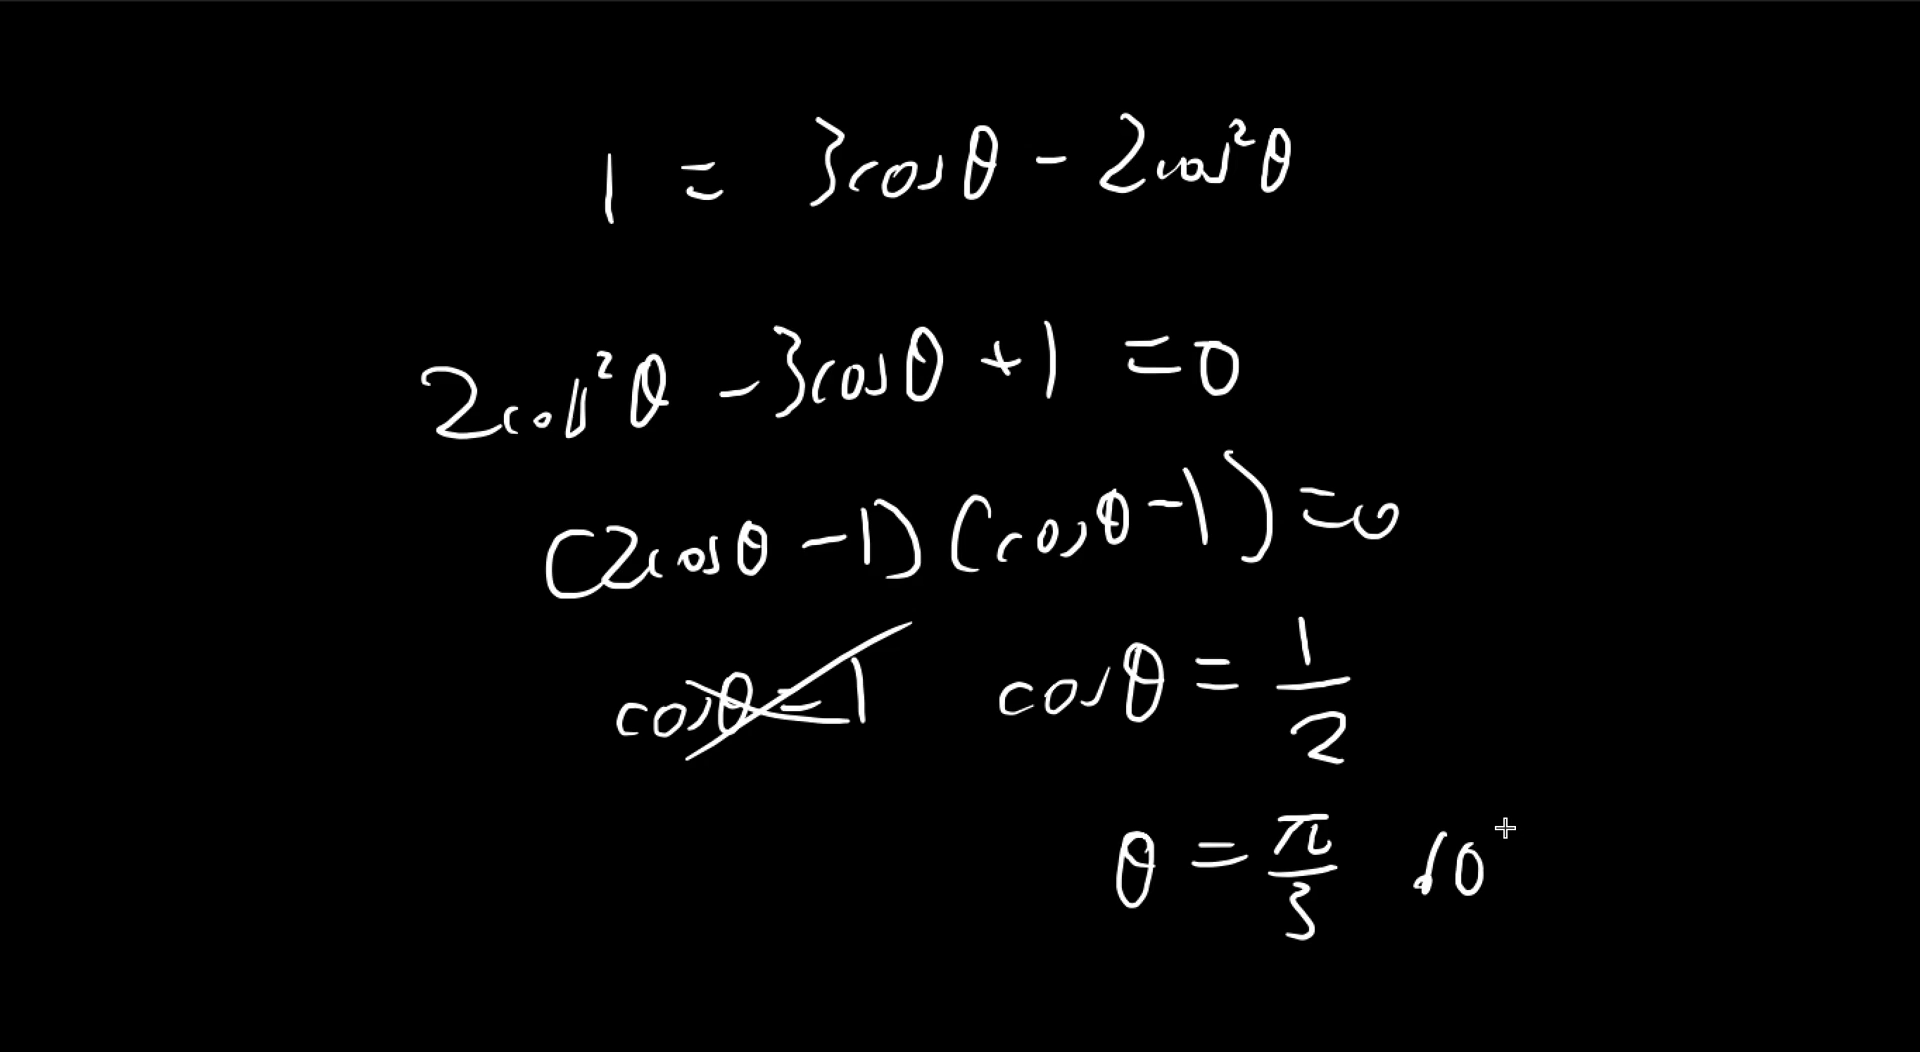 1 = 3cosθ - 2cos²θ
2cos²θ - 3cosθ + 1 = 0
(2cosθ - 1)(cosθ - 1) = 0
cosθ = 1 cosθ = 1/2
θ = π/3 60